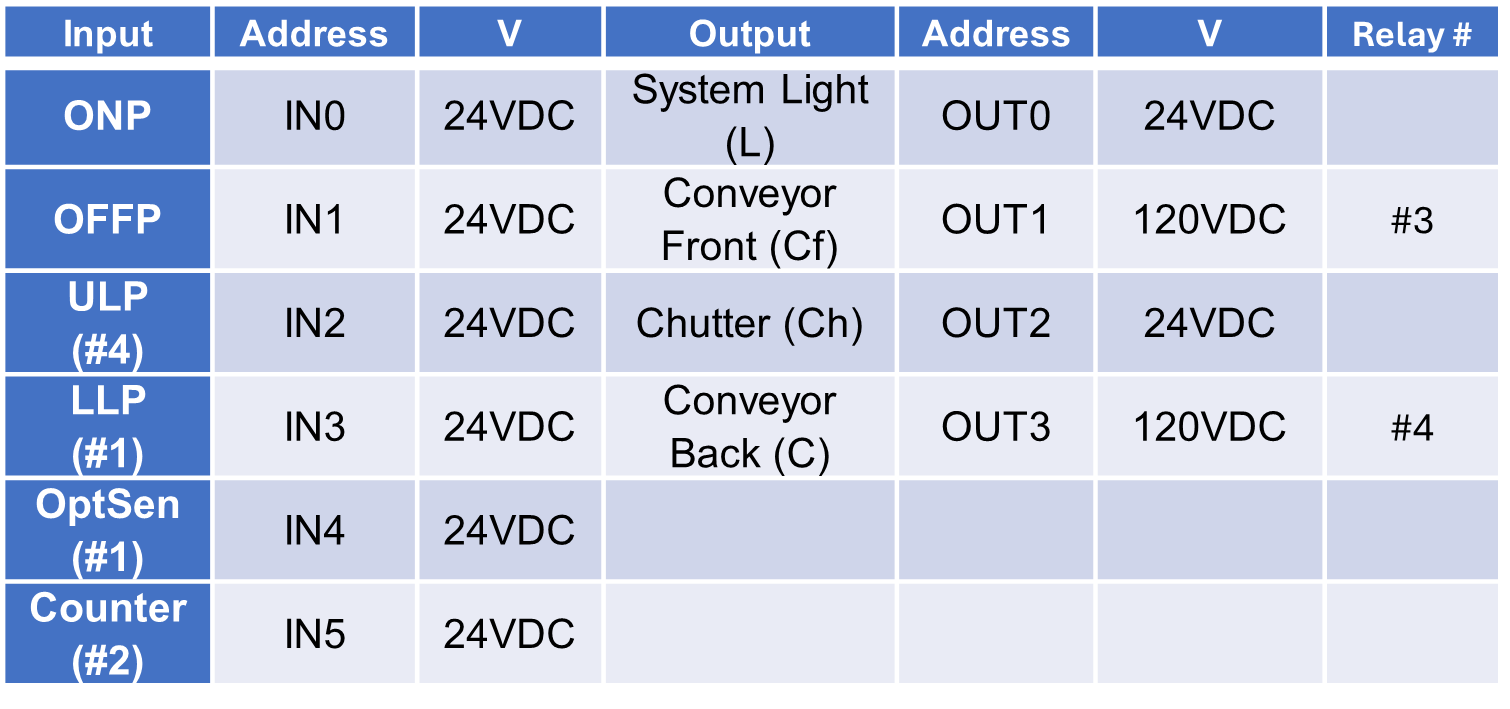 Input Address V Output Address V Relay #
ONP IN0 24VDC System Light (L) OUT0 24VDC
OFFP IN1 24VDC Conveyor Front (Cf) OUT1 120VDC #3
ULP (#4) IN2 24VDC Chutter (Ch) OUT2 24VDC
LLP (#1) IN3 24VDC Conveyor Back (C) OUT3 120VDC #4
OptSen (#1) IN4 24VDC
Counter (#2) IN5 24VDC